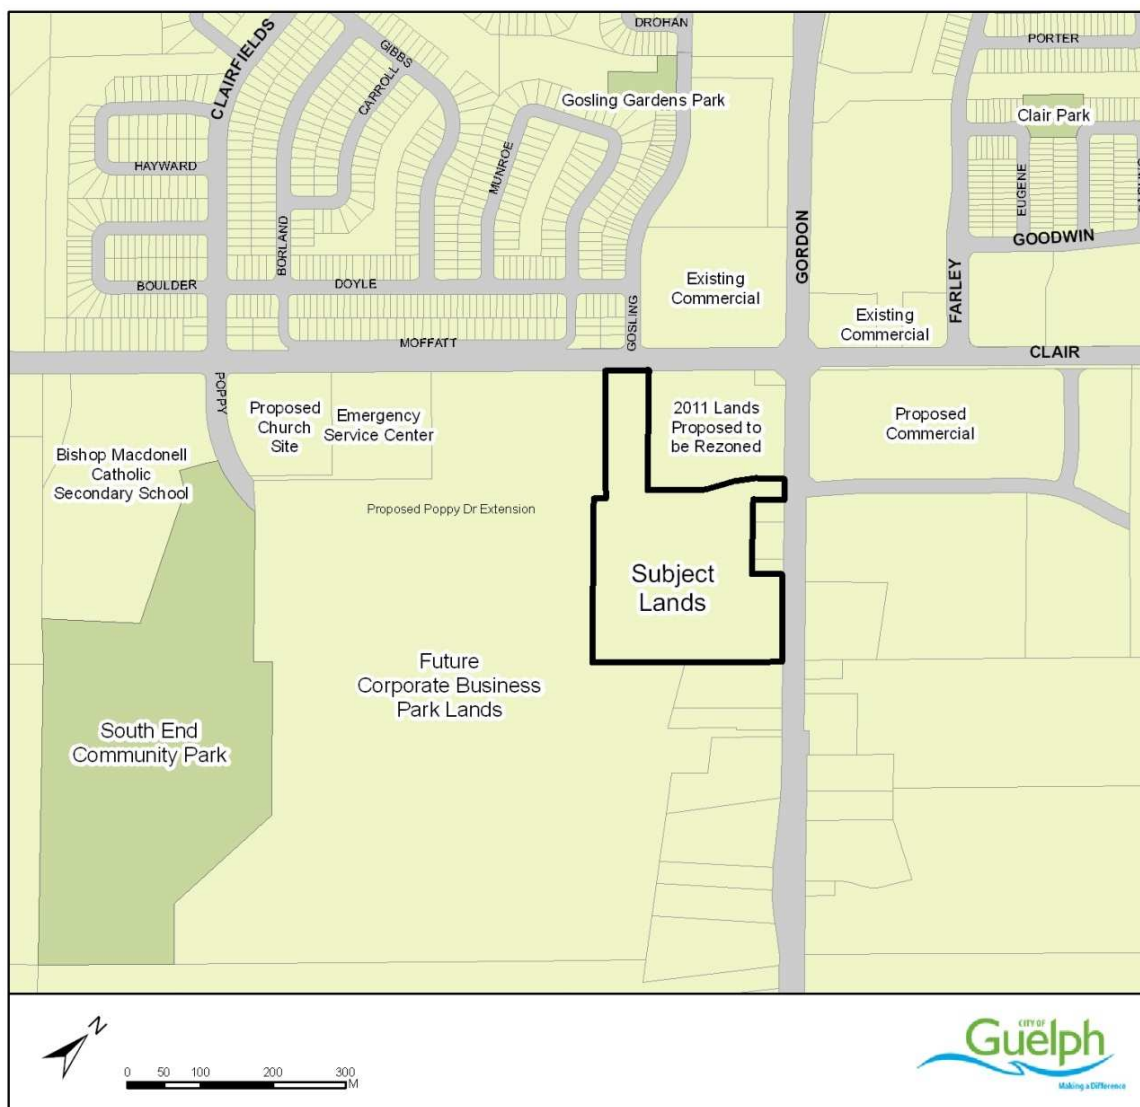 DROHAN
PORTER
CLAIRFIELDS
GIBBS
CARROLL
Gosling Gardens Park
Clair Park
HAYWARD
MUNROE
EUGENE
BORLAND
GORDON
GOODWIN
BOULDER
DOYLE
Existing
Commercial
FARLEY
GOSLING
Existing
Commercial
MOFFATT
CLAIR
POPPY
Proposed
Church
Site
Emergency
Service Center
2011 Lands
Proposed to
be Rezoned
Proposed
Commercial
Bishop Macdonell
Catholic
Secondary School
Proposed Poppy Dr Extension
Subject
Lands
Future
Corporate Business
Park Lands
South End
Community Park
N
0 50 100 200 300
M
CITY OF
Guelph
Making a Difference